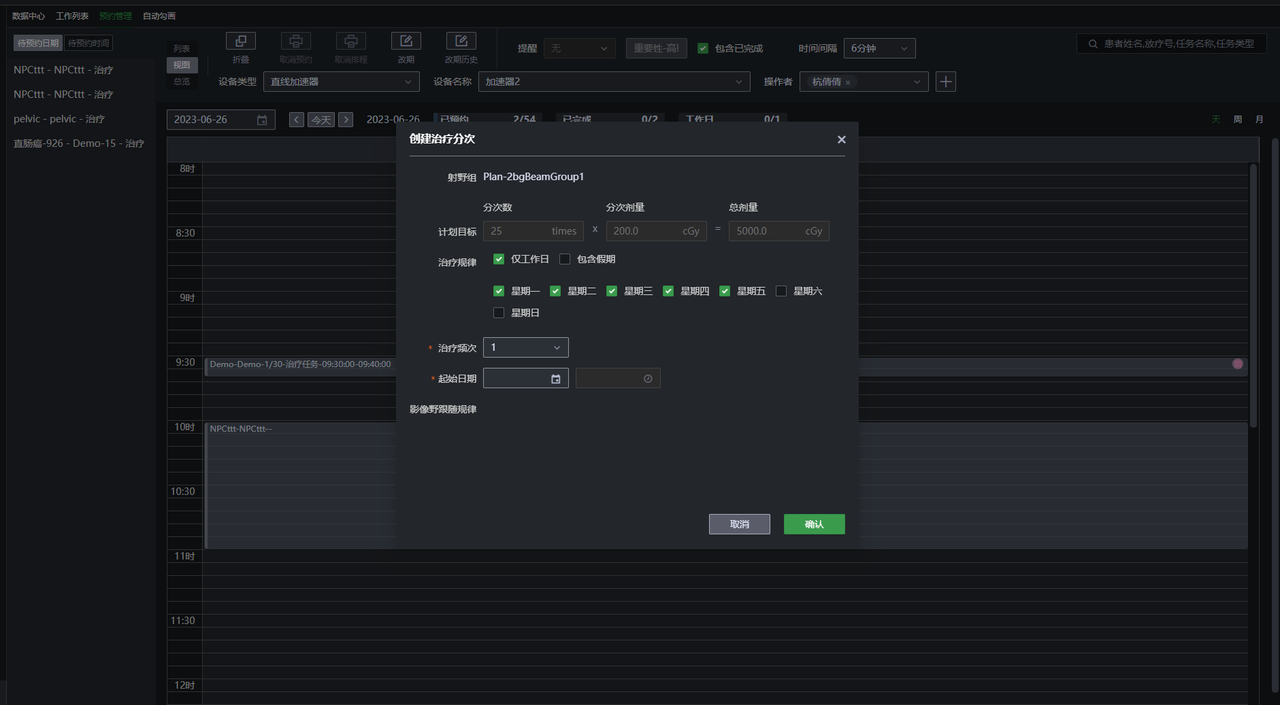 数据中心 工作列表 预约管理 自动勾画
待预约日期 待预约时间
NPCttt - NPCttt - 治疗
NPCttt - NPCttt - 治疗
pelvic - pelvic - 治疗
直肠癌-926 - Demo-15 - 治疗
列表
视图
总览
折叠 取消预约 取消排程 改期 改期历史
提醒 无 重要性-高! 包含已完成 时间间隔 6分钟
患者姓名,放疗号,任务名称,任务类型
设备类型 直线加速器 设备名称 加速器2 操作者 杭倩倩 ×
2023-06-26 < 今天 > 2023-06-26 已预约 2/54 已完成 0/2 工作日 0/1 天 周 月
8时
8:30
9时
9:30
Demo-Demo-1/30-治疗任务-09:30:00-09:40:00
10时
NPCttt-NPCttt--
10:30
11时
11:30
12时
创建治疗分次
射野组 Plan-2bgBeamGroup1
分次数 分次剂量 总剂量
计划目标 25 times x 200.0 cGy = 5000.0 cGy
治疗规律 仅工作日 包含假期
星期一 星期二 星期三 星期四 星期五 星期六
星期日
* 治疗频次 1
* 起始日期
影像野跟随规律
取消 确认